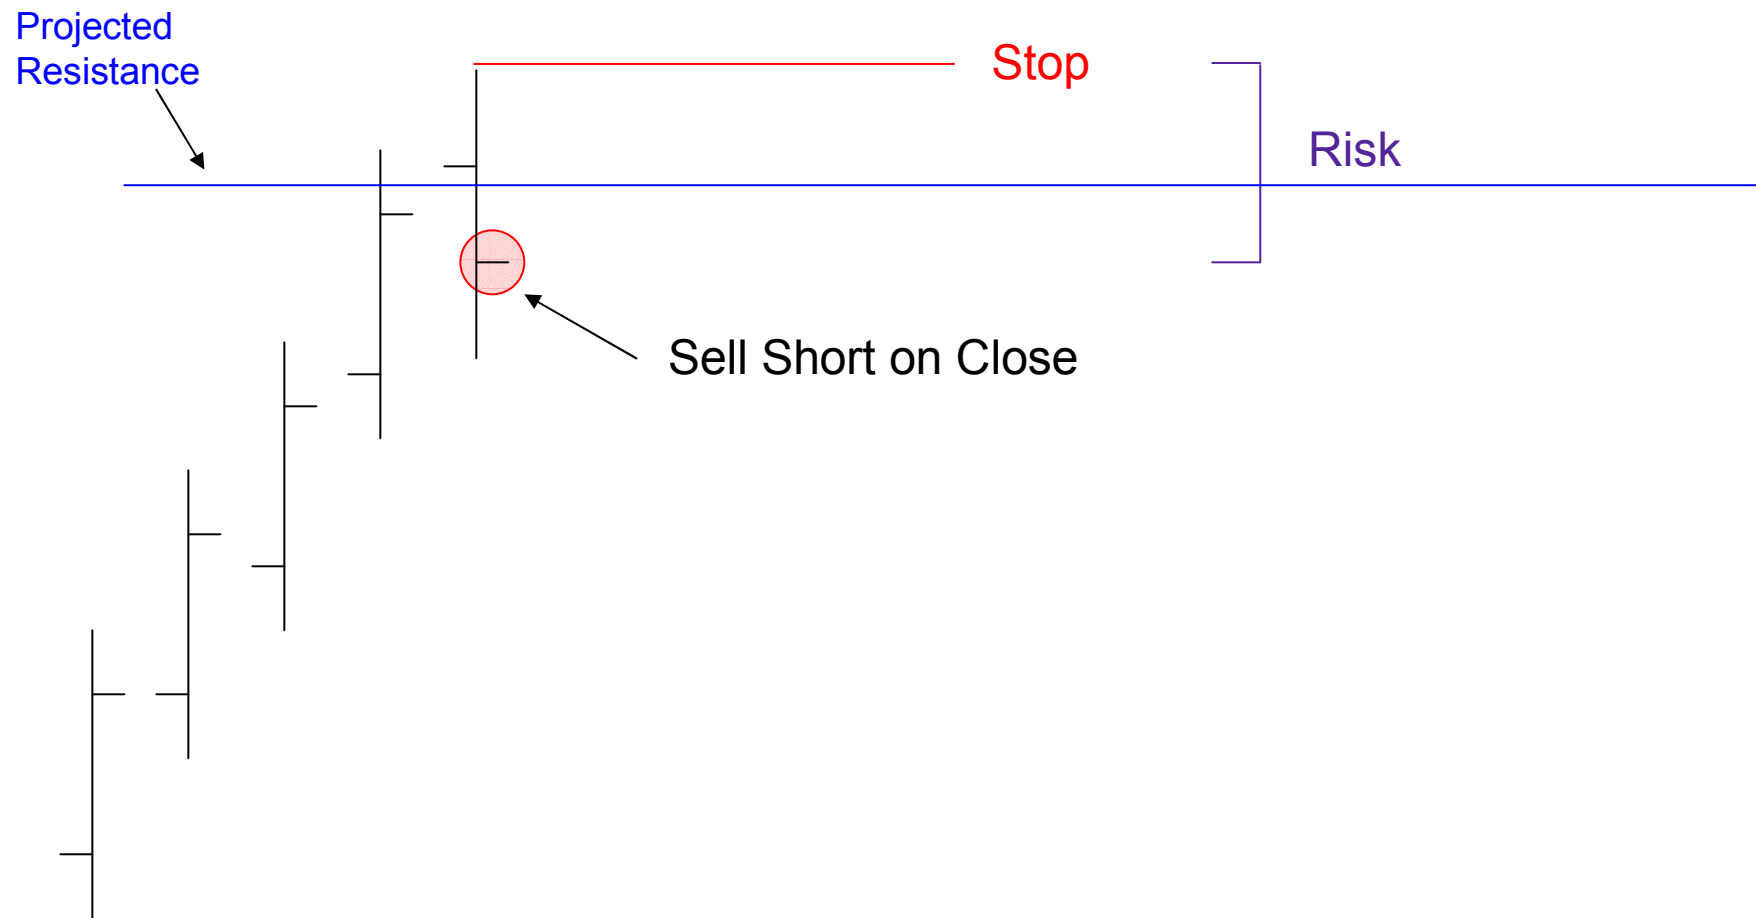 Projected
Resistance
Stop
Risk
Sell Short on Close